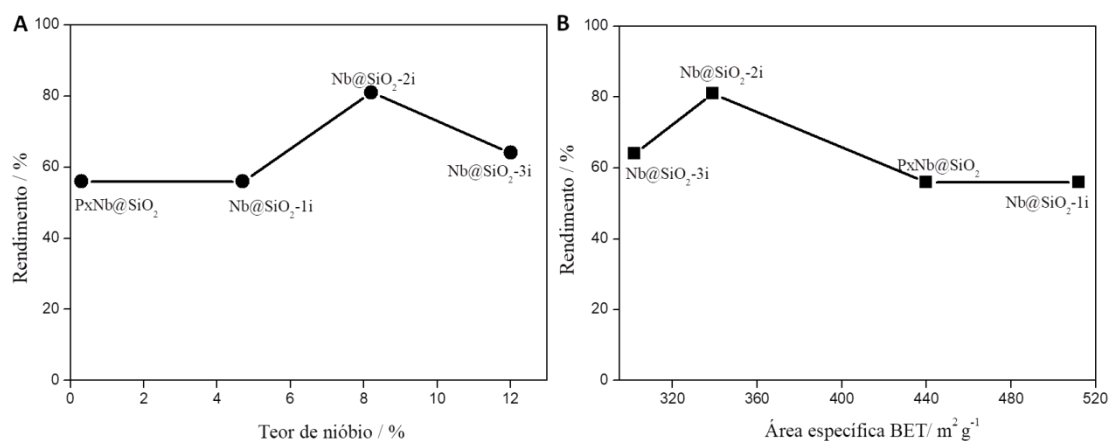 A
Rendimento / %
100
80
60
40
20
0
PxNb@SiO₂
Nb@SiO₂-1i
Nb@SiO₂-2i
Nb@SiO₂-3i
0 2 4 6 8 10 12
Teor de nióbio / %
B
Rendimento / %
100
80
60
40
20
0
Nb@SiO₂-3i
Nb@SiO₂-2i
PxNb@SiO₂
Nb@SiO₂-1i
320 360 400 440 480 520
Área específica BET/ m² g⁻¹